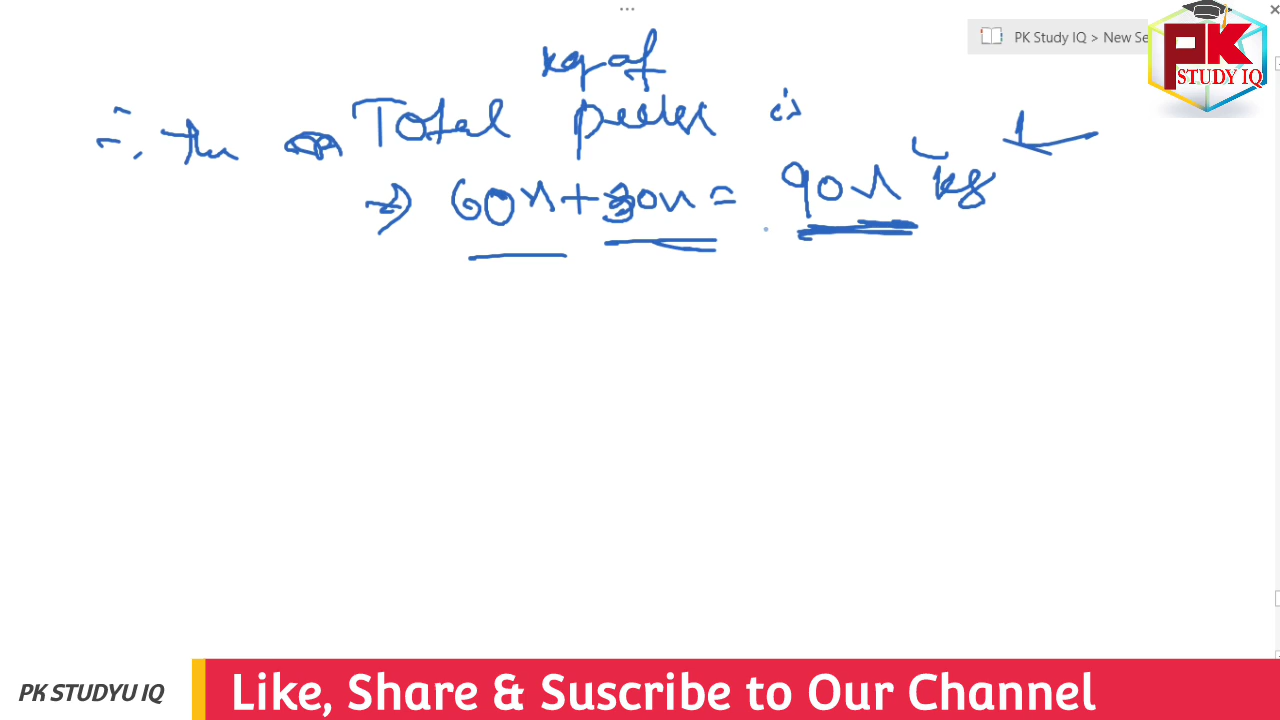 ...
PK Study IQ > New Se
PK
STUDY IQ
kg of
∴ the Total is
⇒ 60x + 30x = 90x kg
PK STUDYU IQ
Like, Share & Suscribe to Our Channel